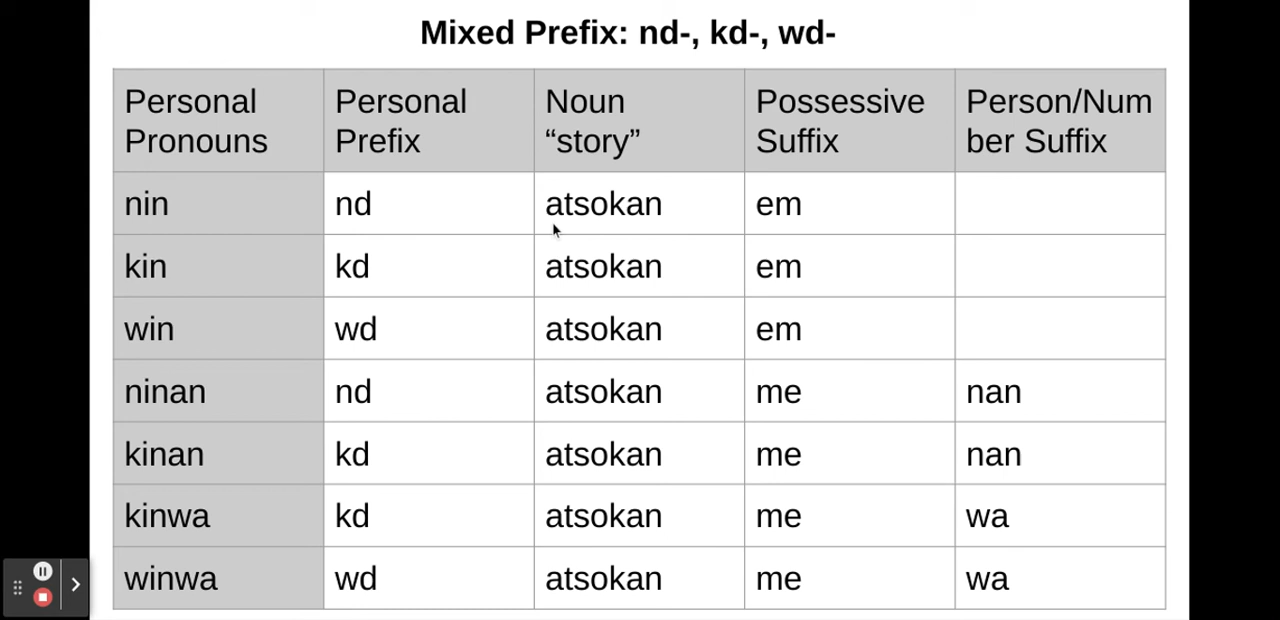 Mixed Prefix: nd-, kd-, wd-
Personal Pronouns Personal Prefix Noun “story” Possessive Suffix Person/Num ber Suffix
nin nd atsokan em
kin kd atsokan em
win wd atsokan em
ninan nd atsokan me nan
kinan kd atsokan me nan
kinwa kd atsokan me wa
winwa wd atsokan me wa